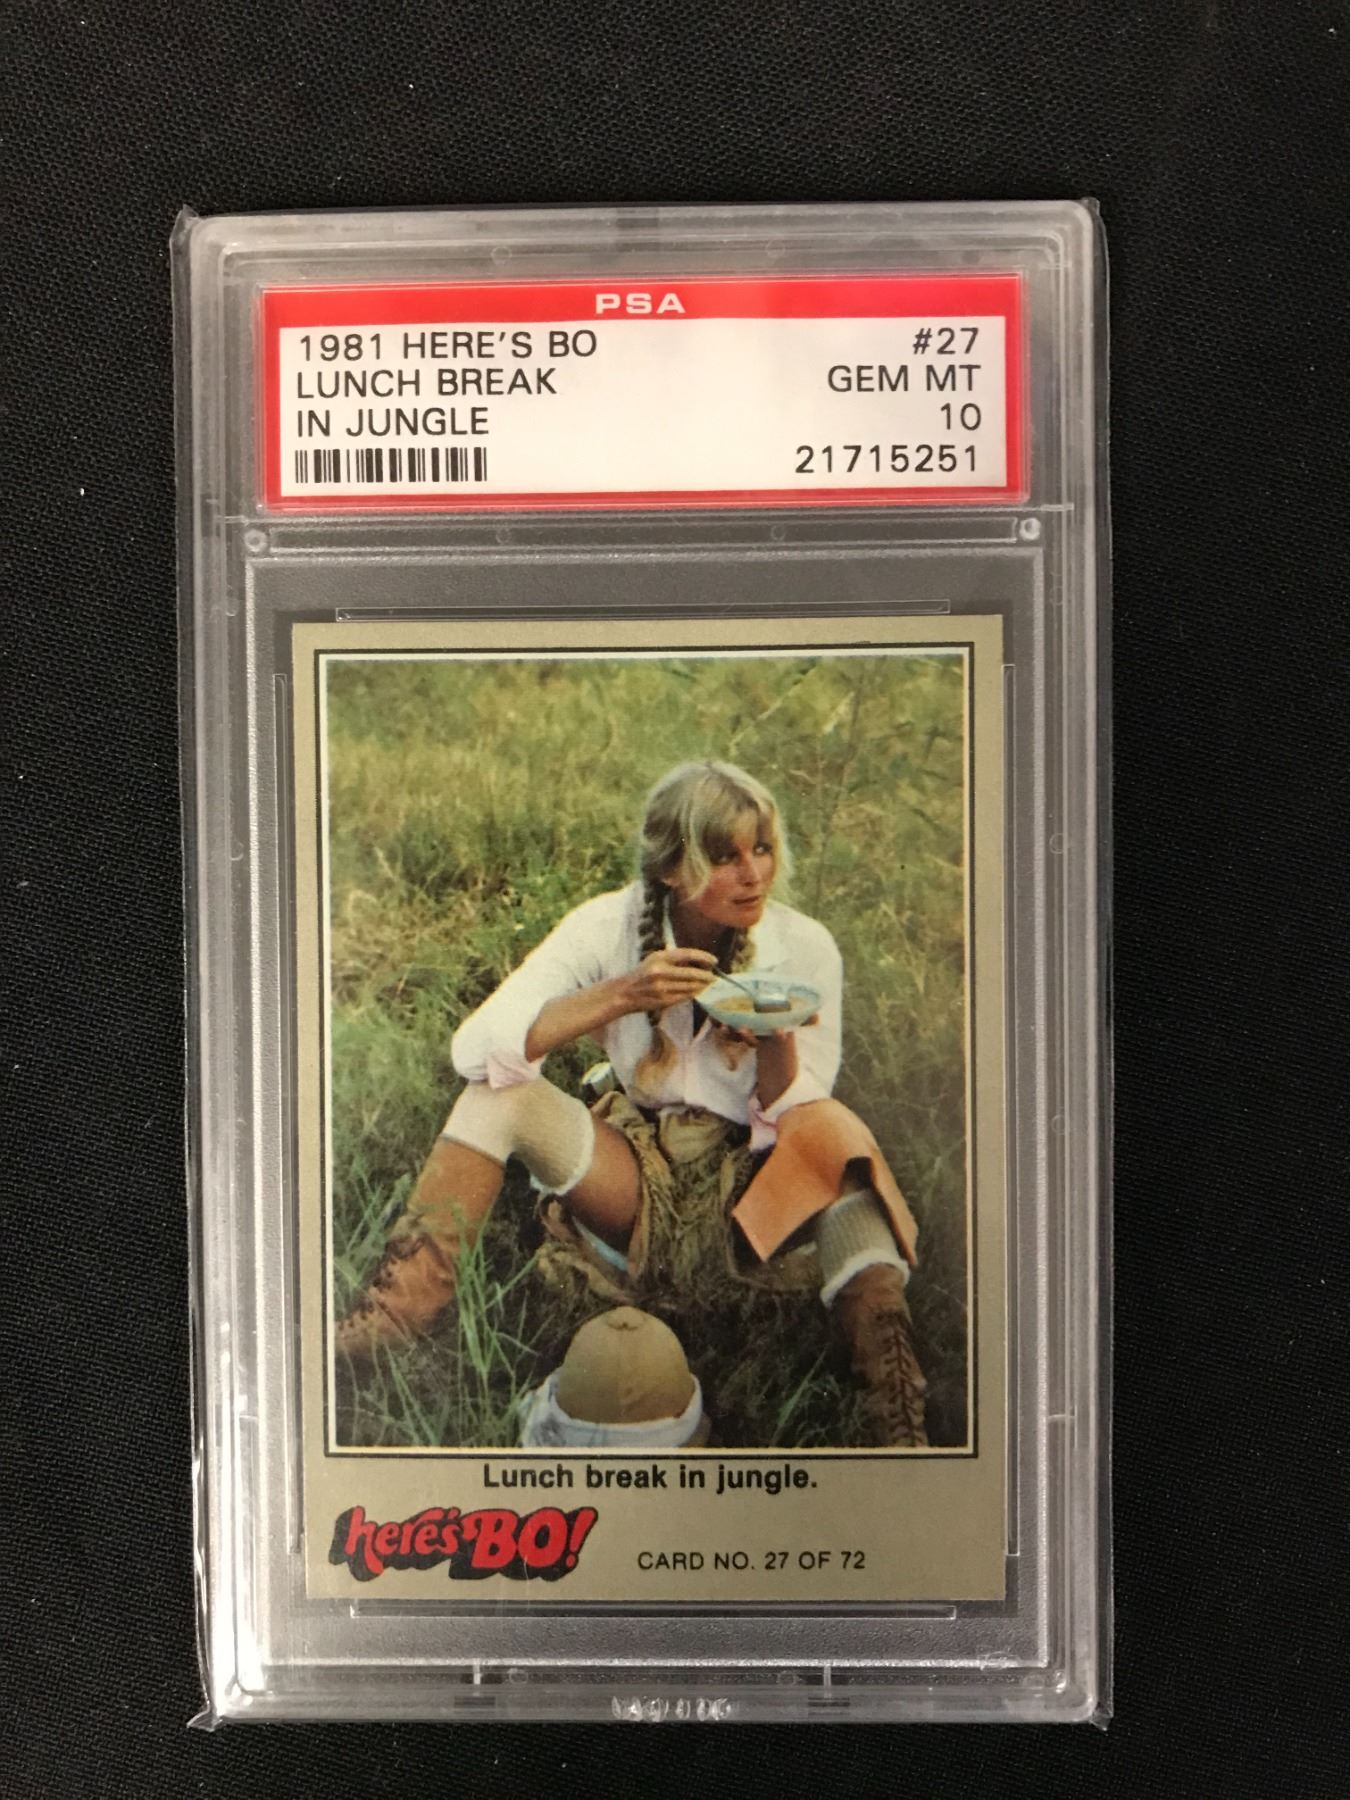 PSA
1981 HERE'S BO #27
LUNCH BREAK GEM MT
IN JUNGLE 10
21715251
Lunch break in jungle.
here's BO!
CARD NO. 27 OF 72